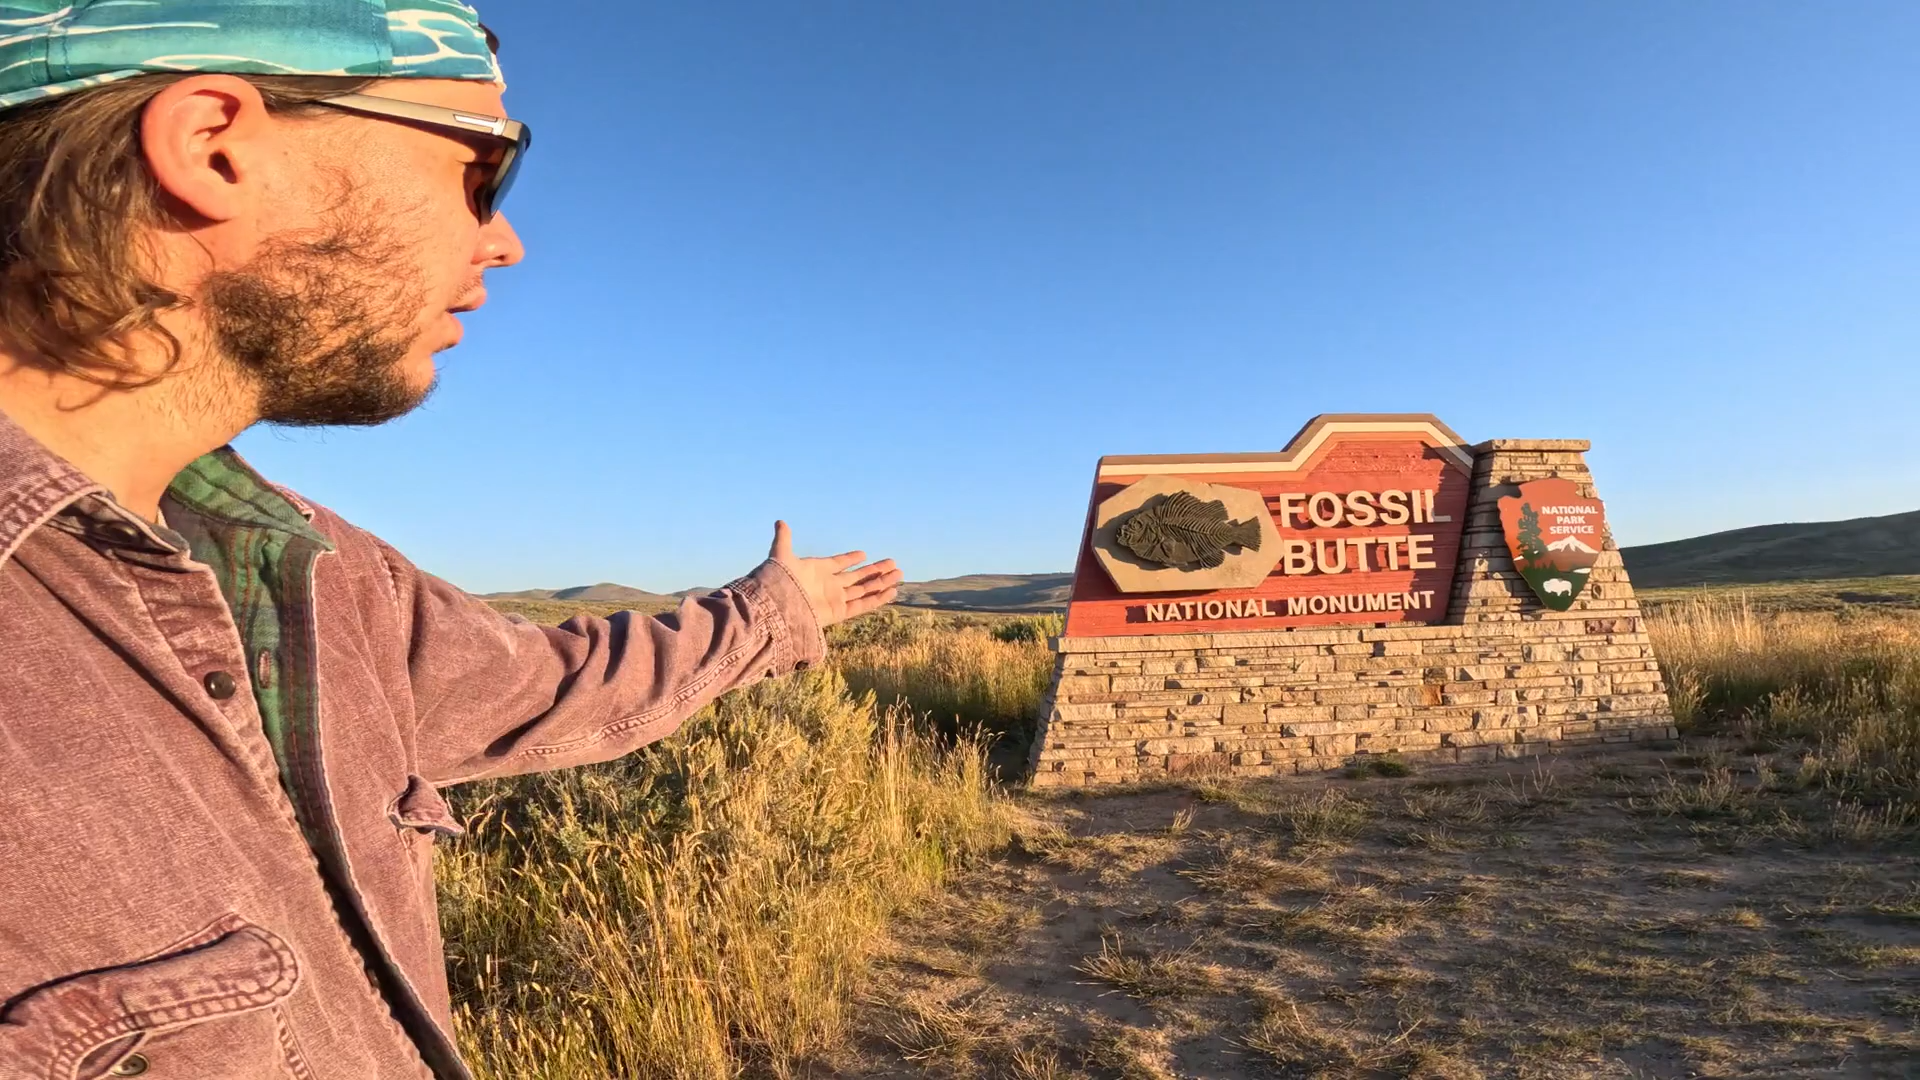 FOSSIL
BUTTE
NATIONAL MONUMENT
NATIONAL
PARK
SERVICE